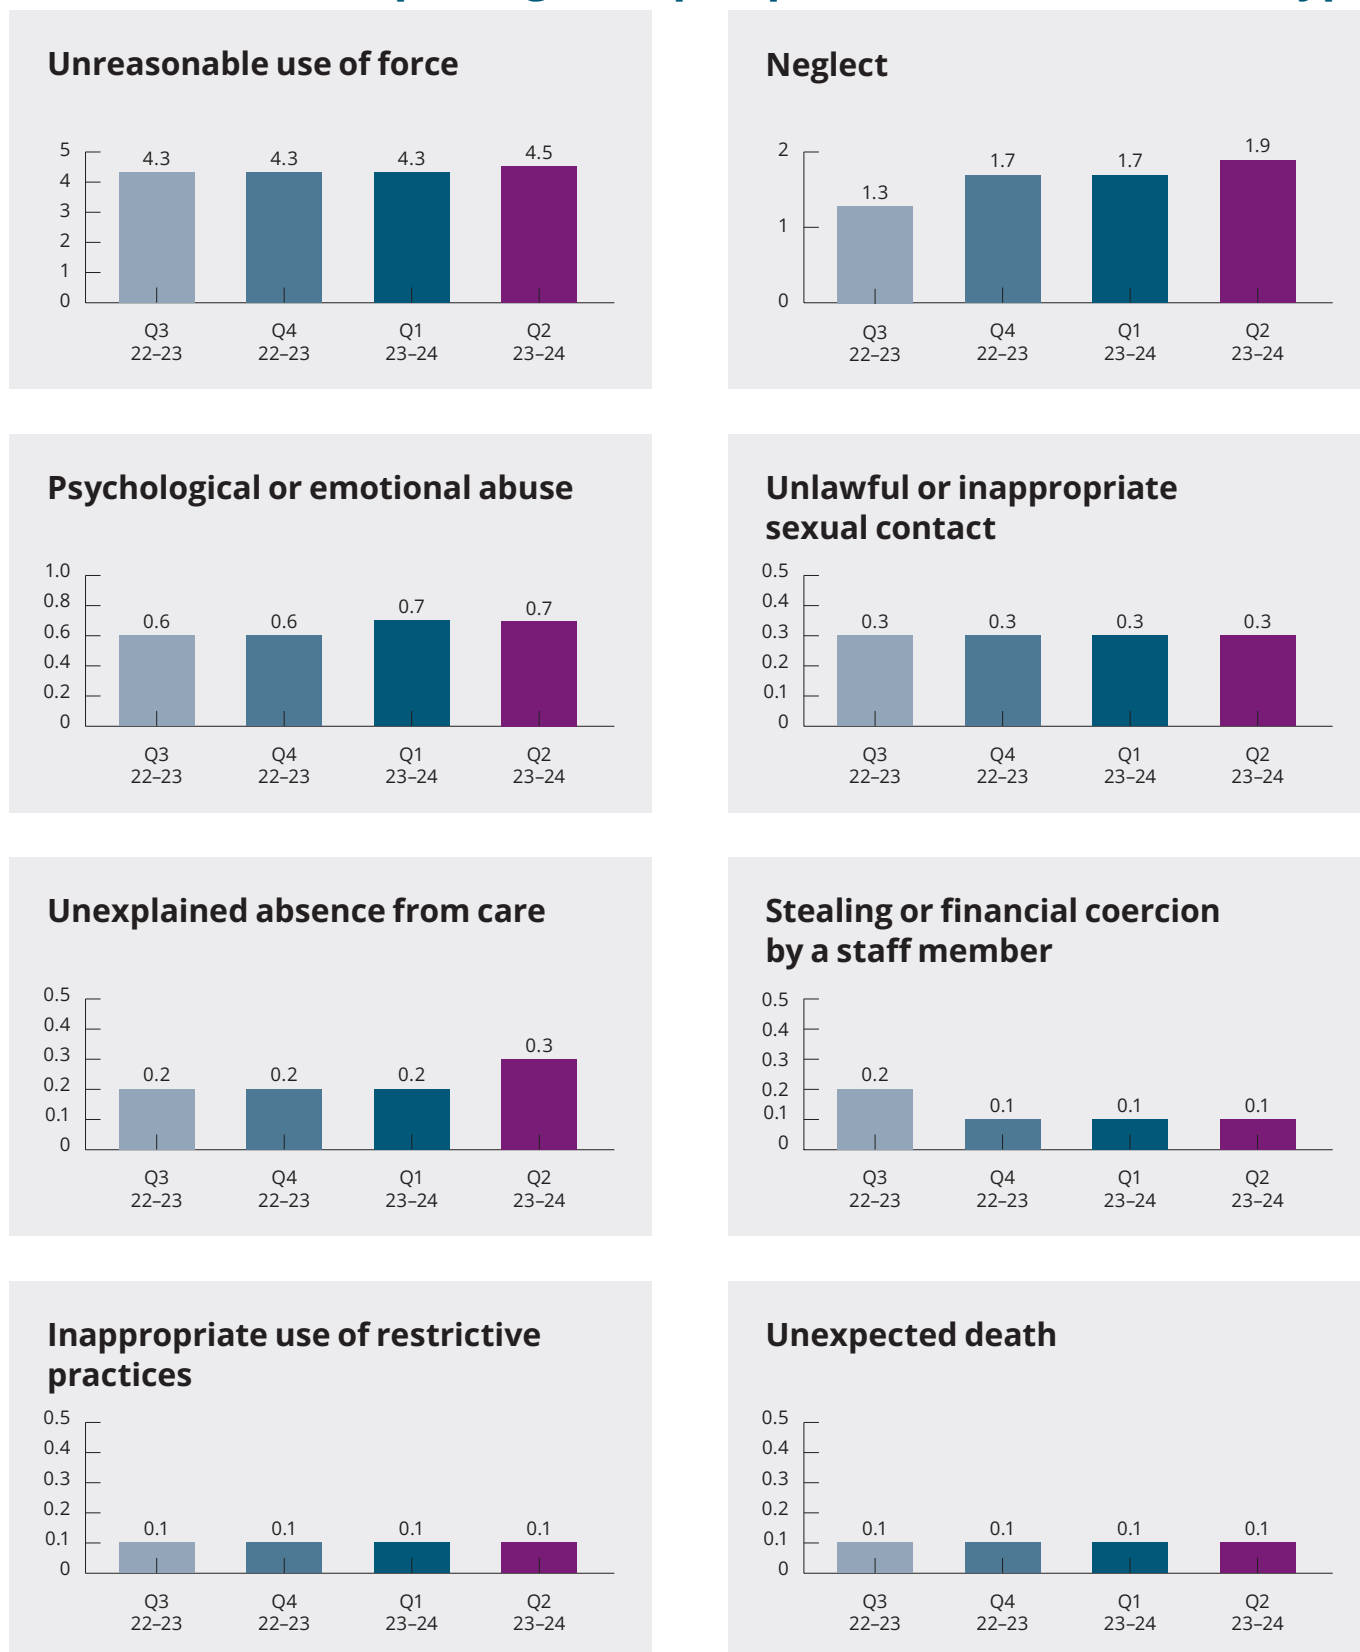 Unreasonable use of force
5
4
3
2
1
0
4.3
4.3
4.3
4.5
Q3
22–23
Q4
22–23
Q1
23–24
Q2
23–24
Neglect
2
1
0
1.3
1.7
1.7
1.9
Q3
22–23
Q4
22–23
Q1
23–24
Q2
23–24
Psychological or emotional abuse
1.0
0.8
0.6
0.4
0.2
0
0.6
0.6
0.7
0.7
Q3
22–23
Q4
22–23
Q1
23–24
Q2
23–24
Unlawful or inappropriate
sexual contact
0.5
0.4
0.3
0.2
0.1
0
0.3
0.3
0.3
0.3
Q3
22–23
Q4
22–23
Q1
23–24
Q2
23–24
Unexplained absence from care
0.5
0.4
0.3
0.2
0.1
0
0.2
0.2
0.2
0.3
Q3
22–23
Q4
22–23
Q1
23–24
Q2
23–24
Stealing or financial coercion
by a staff member
0.5
0.4
0.3
0.2
0.1
0
0.2
0.1
0.1
0.1
Q3
22–23
Q4
22–23
Q1
23–24
Q2
23–24
Inappropriate use of restrictive
practices
0.5
0.4
0.3
0.2
0.1
0
0.1
0.1
0.1
0.1
Q3
22–23
Q4
22–23
Q1
23–24
Q2
23–24
Unexpected death
0.5
0.4
0.3
0.2
0.1
0
0.1
0.1
0.1
0.1
Q3
22–23
Q4
22–23
Q1
23–24
Q2
23–24